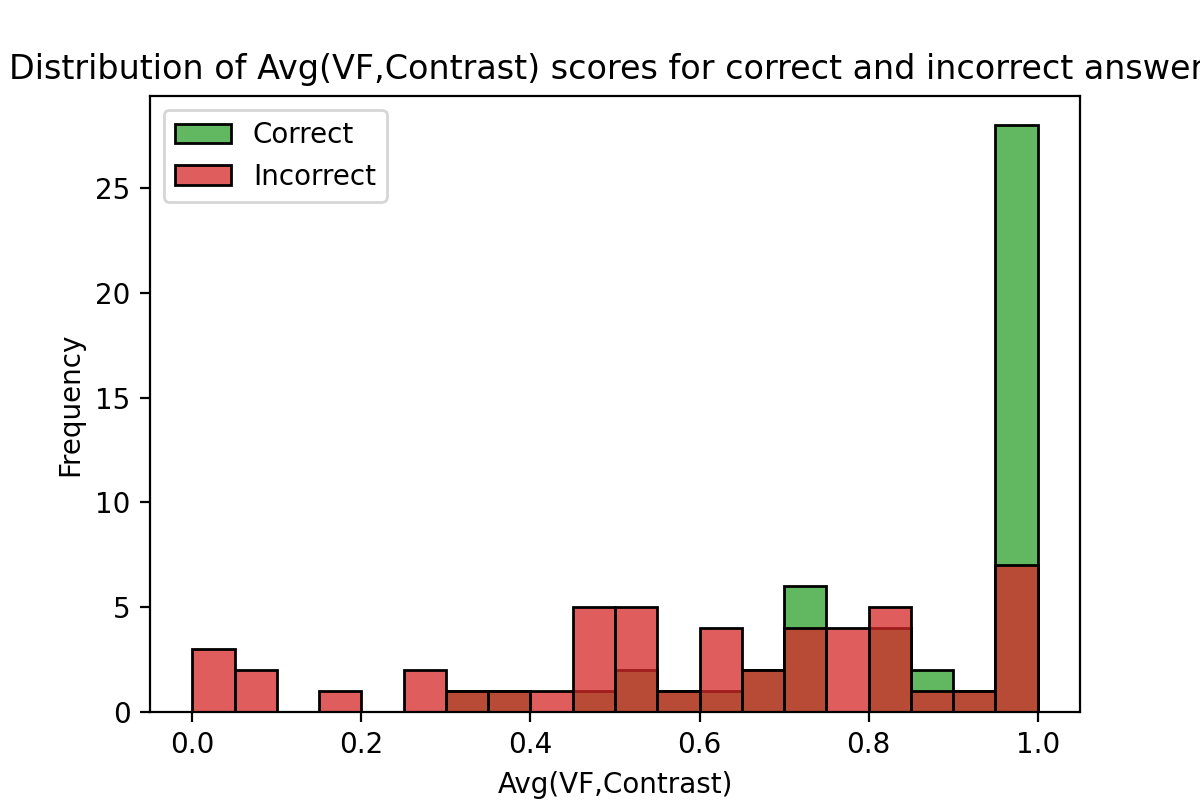 Distribution of Avg(VF,Contrast) scores for correct and incorrect answer
Correct
Incorrect
Frequency
25
20
15
10
5
0
0.0 0.2 0.4 0.6 0.8 1.0
Avg(VF,Contrast)